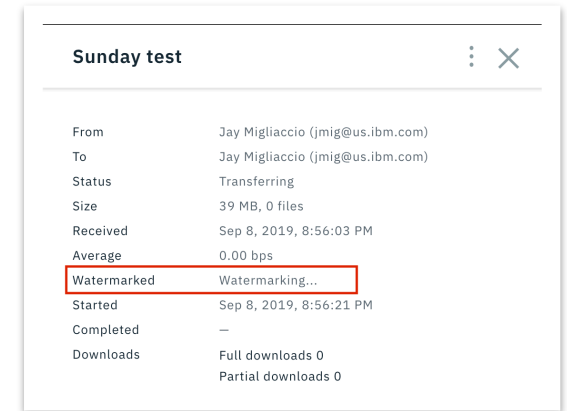 Sunday test
From Jay Migliaccio (jmig@us.ibm.com)
To Jay Migliaccio (jmig@us.ibm.com)
Status Transferring
Size 39 MB, 0 files
Received Sep 8, 2019, 8:56:03 PM
Average 0.00 bps
Watermarked Watermarking...
Started Sep 8, 2019, 8:56:21 PM
Completed —
Downloads Full downloads 0
Partial downloads 0